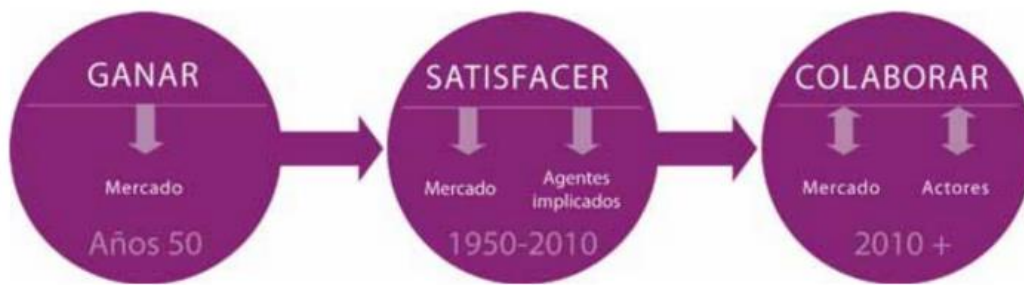 GANAR
Mercado
Años 50
SATISFACER
Mercado
Agentes
implicados
1950-2010
COLABORAR
Mercado
Actores
2010 +